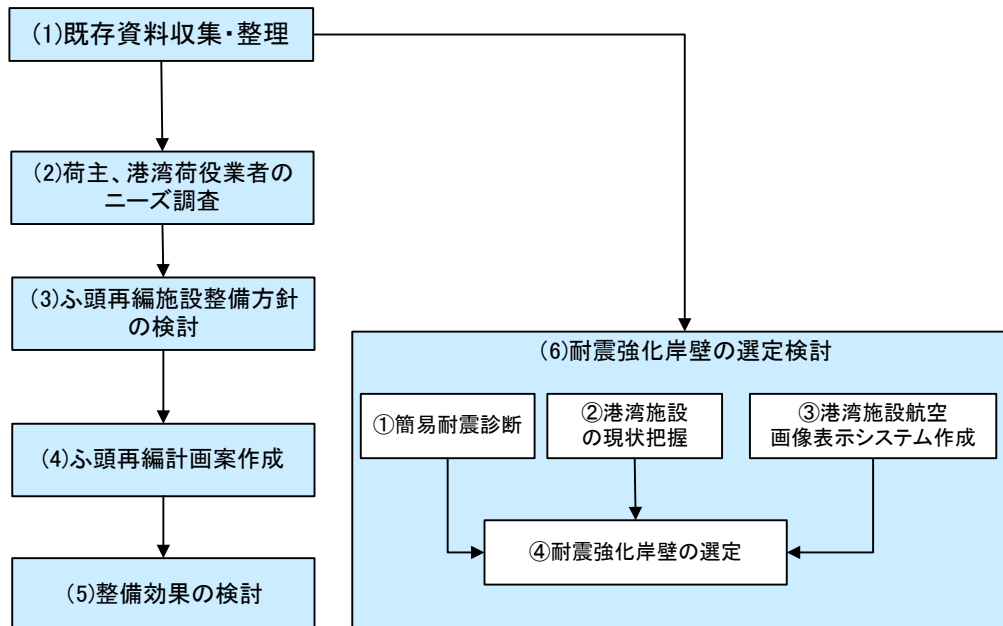 (1)既存資料収集・整理
(2)荷主、港湾荷役業者の
ニーズ調査
(3)ふ頭再編施設整備方針
の検討
(4)ふ頭再編計画案作成
(5)整備効果の検討
(6)耐震強化岸壁の選定検討
①簡易耐震診断
②港湾施設
の現状把握
③港湾施設航空
画像表示システム作成
④耐震強化岸壁の選定